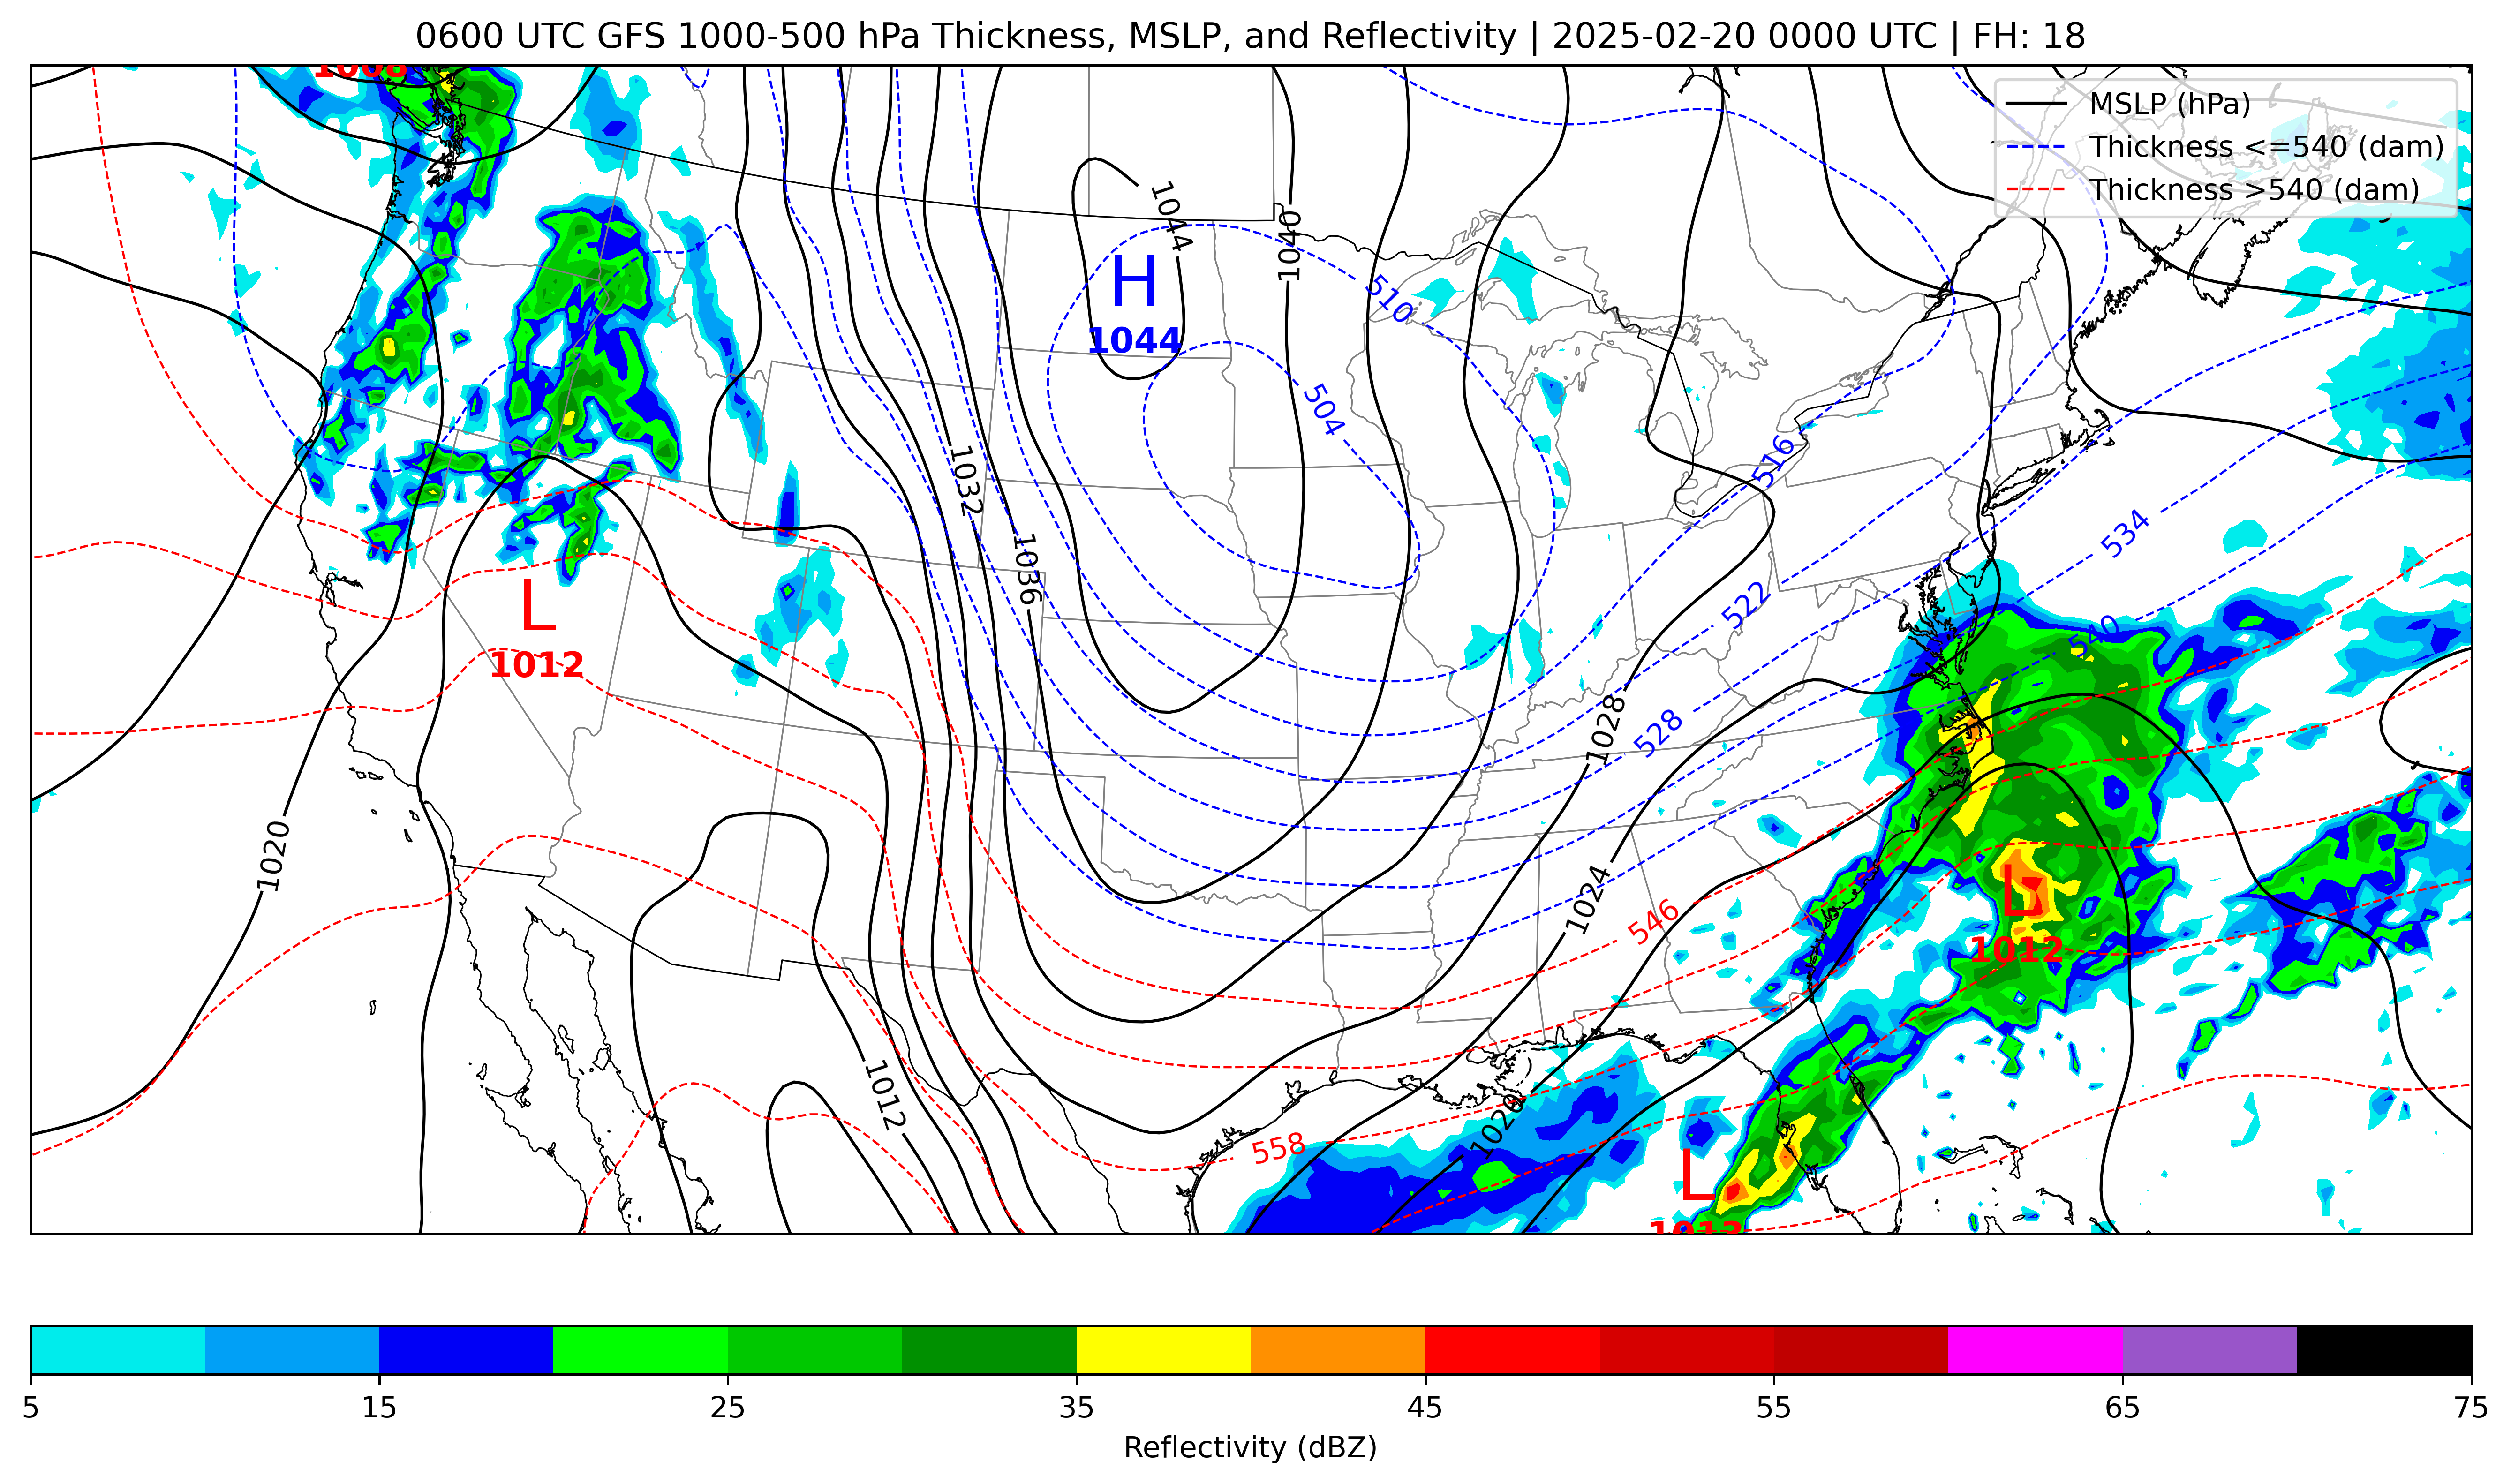 0600 UTC GFS 1000-500 hPa Thickness, MSLP, and Reflectivity | 2025-02-20 0000 UTC | FH: 18
1008
MSLP (hPa)
Thickness <=540 (dam)
Thickness >540 (dam)
1044
1040
H
1044
510
504
516
1032
1036
534
522
540
L
1012
528
1028
1020
1024
546
L
1012
1012
1020
558
L
1013
5 15 25 35 45 55 65 75
Reflectivity (dBZ)